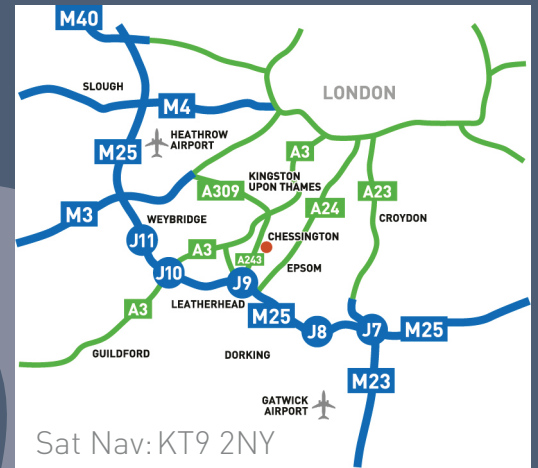 M40
SLOUGH
LONDON
M4
HEATHROW
AIRPORT
M25
A3
KINGSTON
UPON THAMES
A309
A23
M3
A24
WEYBRIDGE
CROYDON
J11
CHESSINGTON
A3
A243
J10
EPSOM
J9
LEATHERHEAD
A3
M25
J8
J7
M25
GUILDFORD
DORKING
M23
GATWICK
AIRPORT
Sat Nav: KT9 2NY